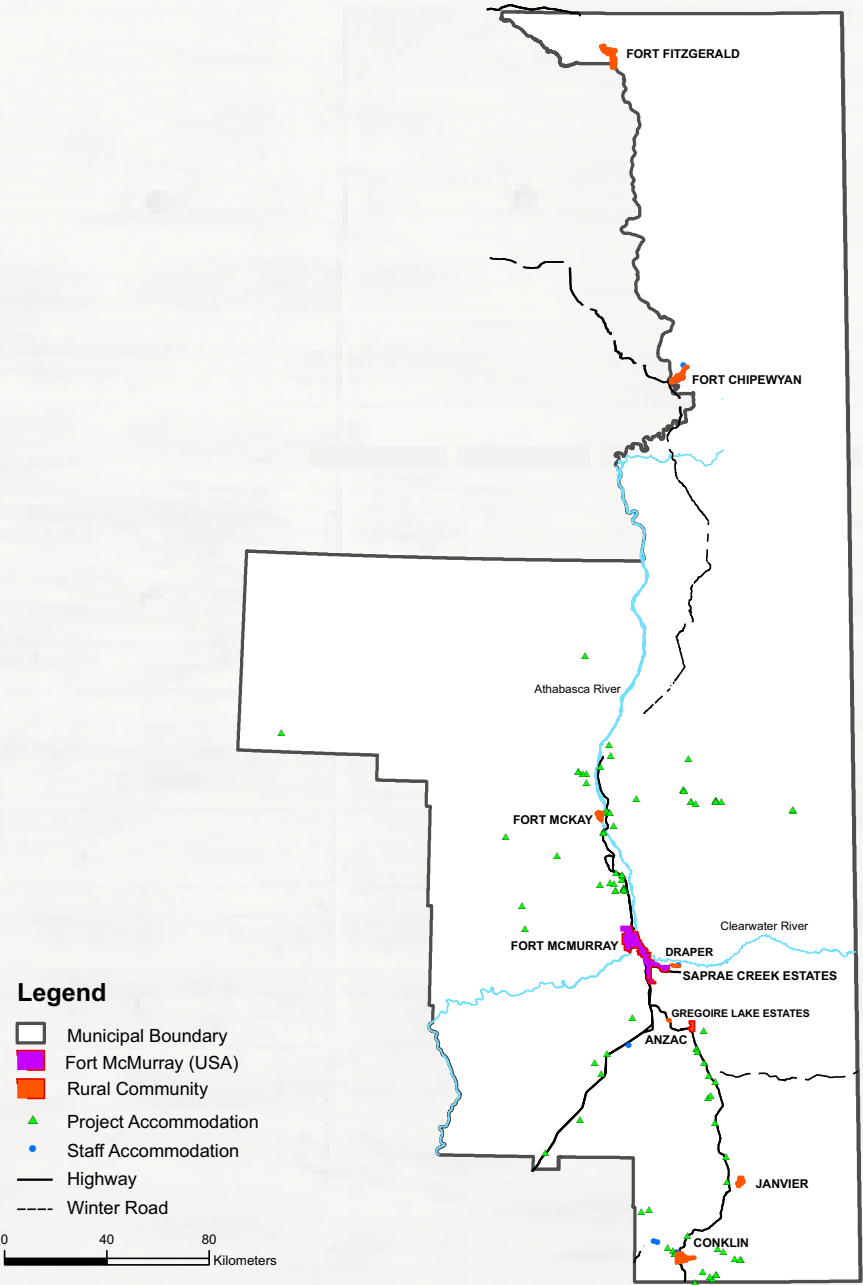 FORT FITZGERALD
FORT CHIPEWYAN
Athabasca River
FORT MCKAY
Clearwater River
FORT MCMURRAY
DRAPER
SAPRAE CREEK ESTATES
GREGOIRE LAKE ESTATES
ANZAC
JANVIER
CONKLIN
Legend
Municipal Boundary
Fort McMurray (USA)
Rural Community
Project Accommodation
Staff Accommodation
Highway
Winter Road
0 40 80
Kilometers